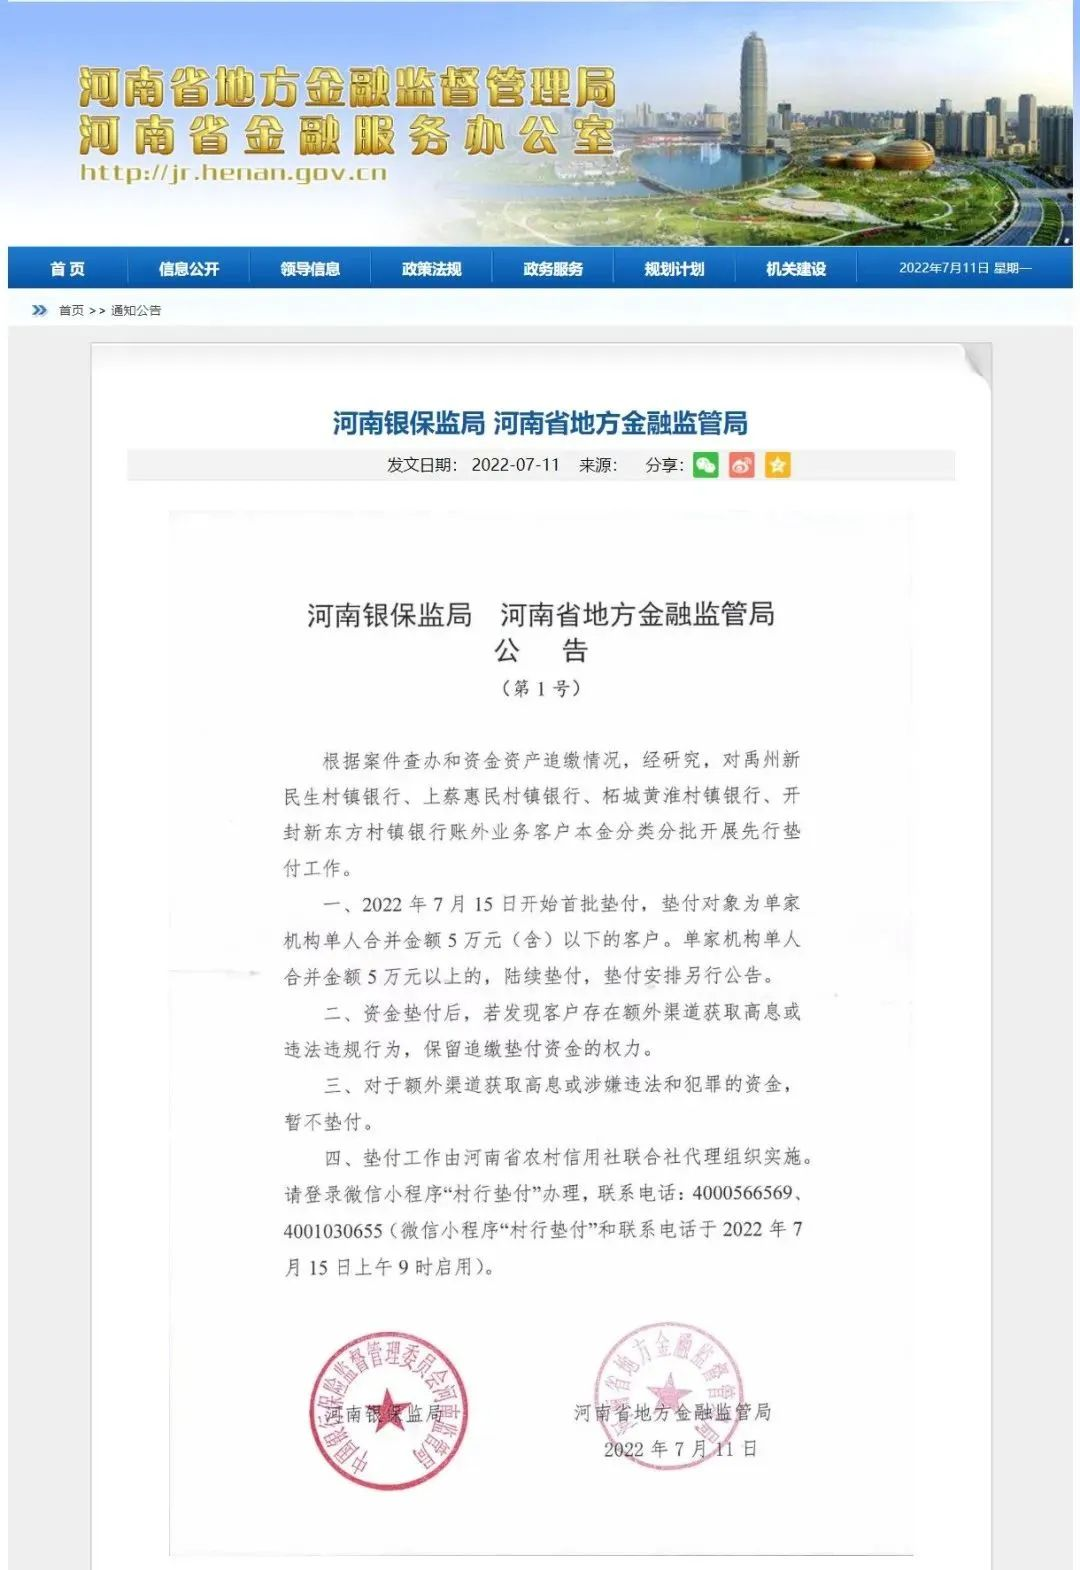 河南省地方金融监督管理局
河南省金融服务办公室
http://jr.henan.gov.cn
首 页 信息公开 领导信息 政策法规 政务服务 规划计划 机关建设 2022年7月11日 星期一
首页 >> 通知公告
河南银保监局 河南省地方金融监管局
发文日期： 2022-07-11 来源： 分享：
河南银保监局 河南省地方金融监管局
公 告
（第 1 号）
根据案件查办和资金资产追缴情况，经研究，对禹州新
民生村镇银行、上蔡惠民村镇银行、柘城黄淮村镇银行、开
封新东方村镇银行账外业务客户本金分类分批开展先行垫
付工作。
一、2022 年 7 月 15 日开始首批垫付，垫付对象为单家
机构单人合并金额 5 万元（含）以下的客户。单家机构单人
合并金额 5 万元以上的，陆续垫付，垫付安排另行公告。
二、资金垫付后，若发现客户存在额外渠道获取高息或
违法违规行为，保留追缴垫付资金的权力。
三、对于额外渠道获取高息或涉嫌违法和犯罪的资金，
暂不垫付。
四、垫付工作由河南省农村信用社联合社代理组织实施。
请登录微信小程序“村行垫付”办理，联系电话：4000566569、
4001030655（微信小程序“村行垫付”和联系电话于 2022 年 7
月 15 日上午 9 时启用）。
中国银行保险监督管理委员会河南监管局
河南银保监局
河南省地方金融监督管理局
河南省地方金融监管局
2022 年 7 月 11 日